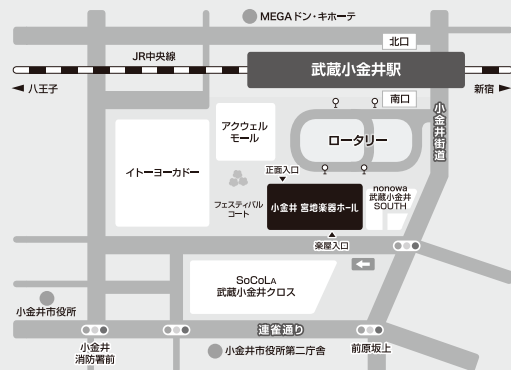 MEGAドン・キホーテ
北口
JR中央線
武蔵小金井駅
八王子
新宿
南口
小金井街道
アクウェル
モール
ロータリー
イトーヨーカドー
正面入口
nonowa
武蔵小金井
SOUTH
小金井 宮地楽器ホール
フェスティバル
コート
楽屋入口
SoCoLA
武蔵小金井クロス
小金井市役所
連雀通り
小金井
消防署前
小金井市役所第二庁舎
前原坂上